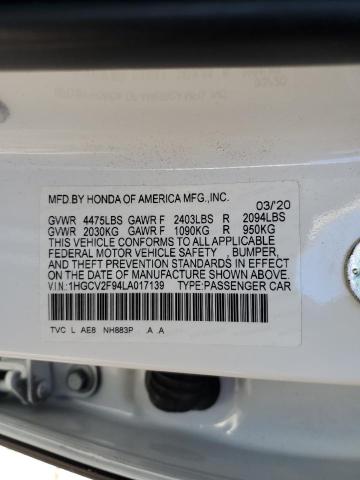 MFD.BY HONDA OF AMERICA MFG.,INC.
03/'20
GVWR 4475LBS GAWR F 2403LBS R 2094LBS
GVWR 2030KG GAWR F 1090KG R 950KG
THIS VEHICLE CONFORMS TO ALL APPLICABLE
FEDERAL MOTOR VEHICLE SAFETY , BUMPER,
AND THEFT PREVENTION STANDARDS IN EFFECT
ON THE DATE OF MANUFACTURE SHOWN ABOVE.
V.I.N.:1HGCV2F94LA017139 TYPE:PASSENGER CAR
TVC L AE8 NH883P .A .A